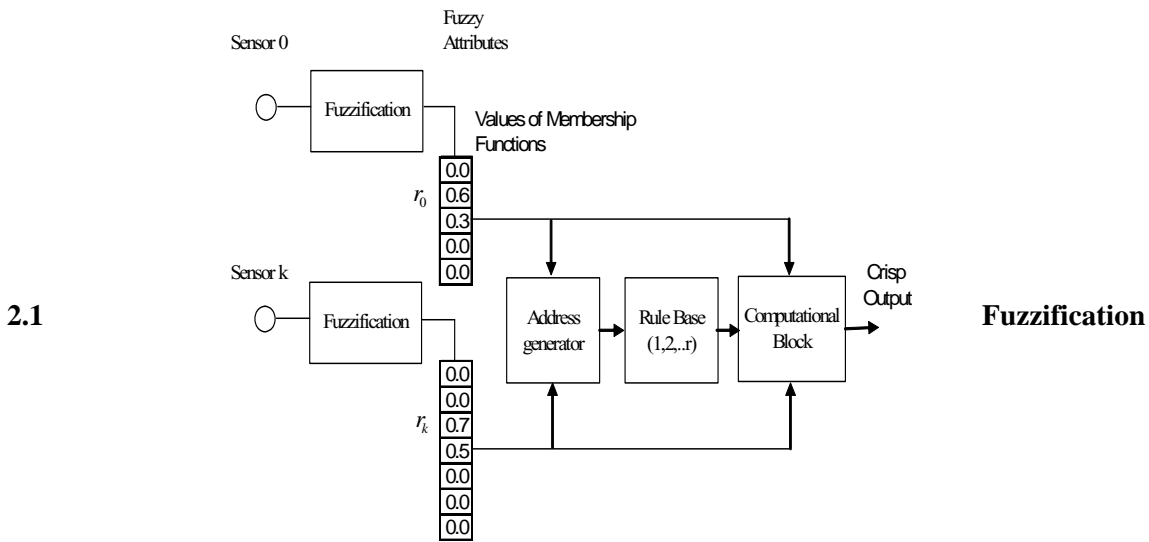 Fuzzy
Attributes
Sensor 0
Fuzzification
Values of Membership
Functions
0.0
r₀
0.6
0.3
0.0
0.0
Sensor k
Fuzzification
Address
generator
Rule Base
(1,2,..r)
Computational
Block
Crisp
Output
2.1
Fuzzification
0.0
0.0
rₖ
0.7
0.5
0.0
0.0
0.0